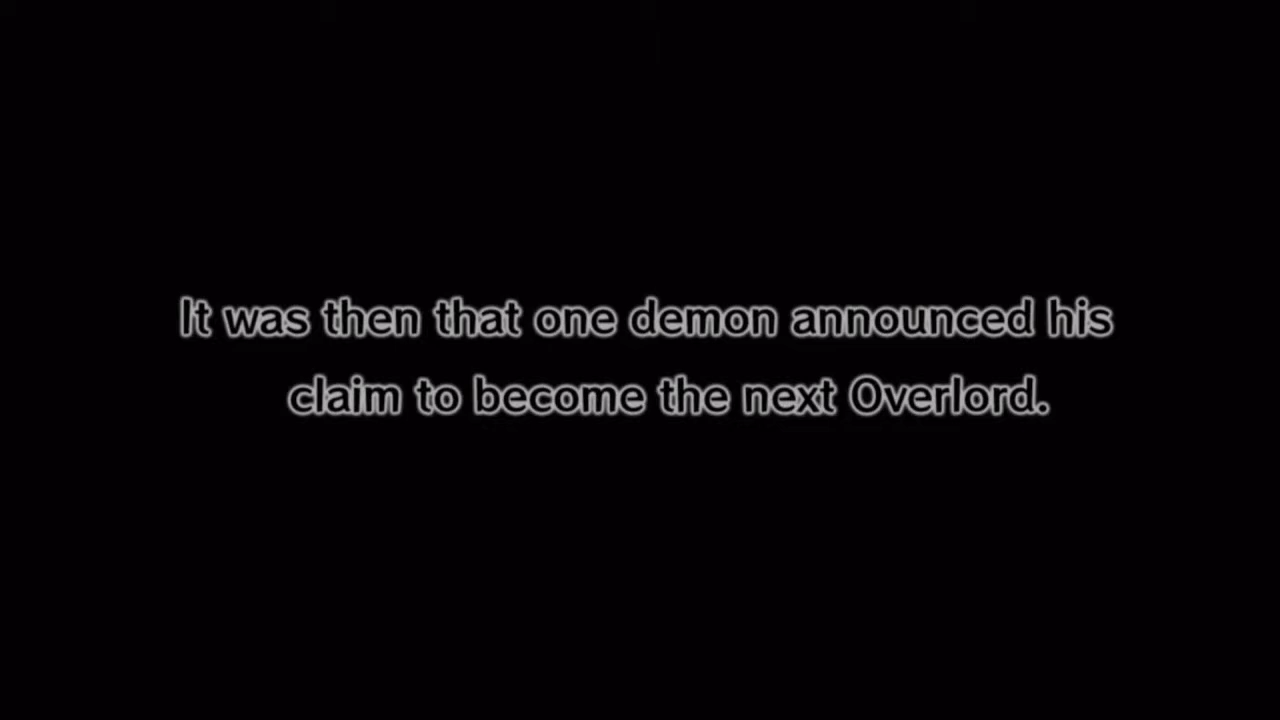 It was then that one demon announced his
claim to become the next Overlord.